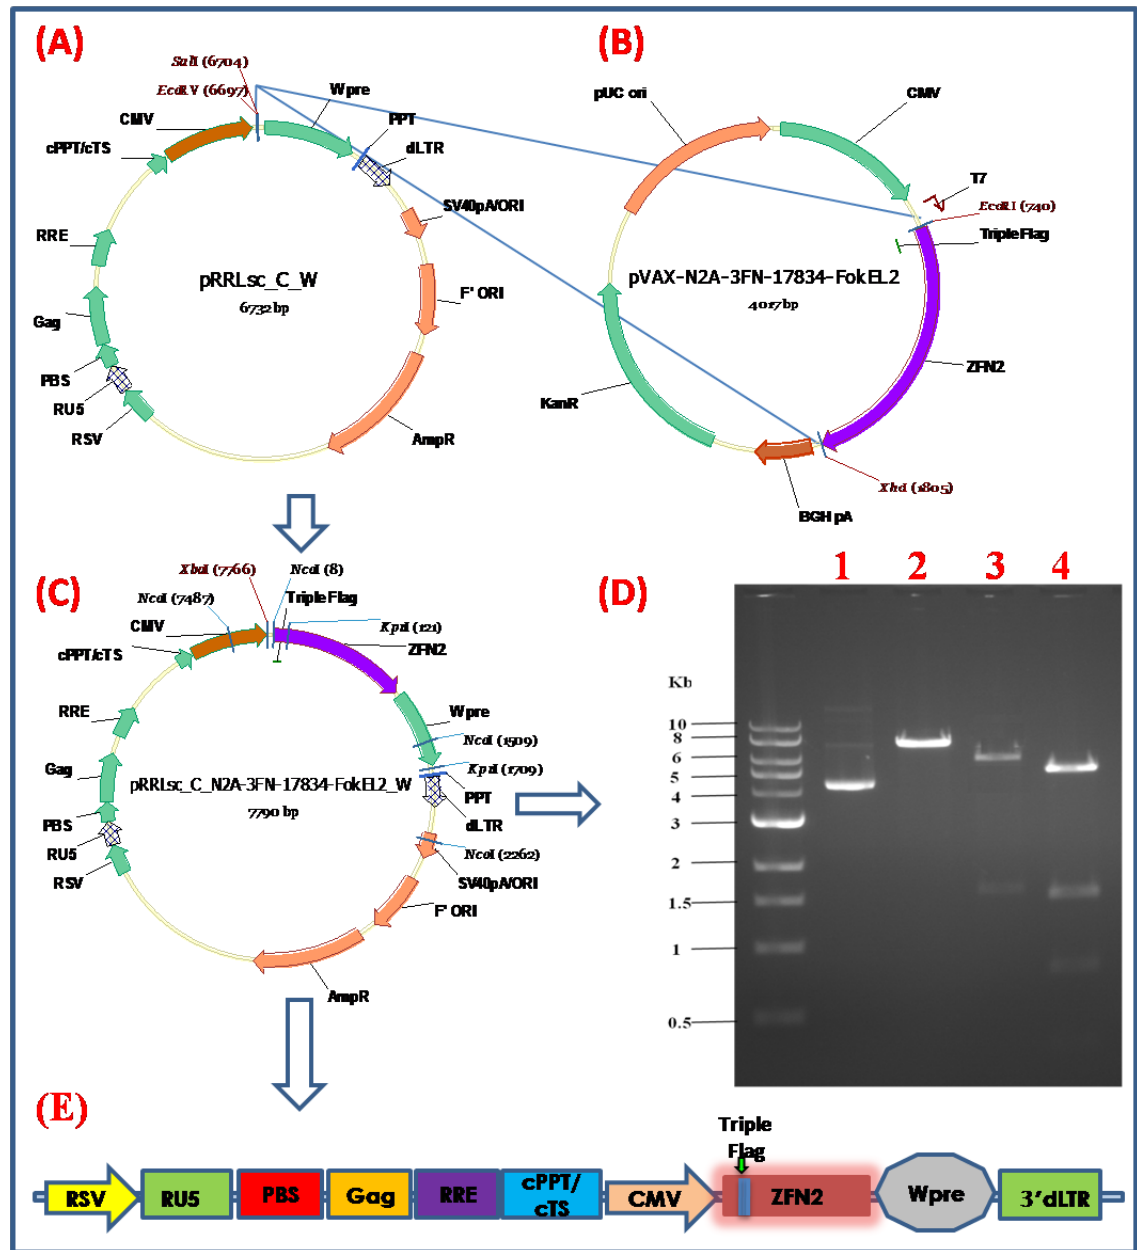 (A)
SalI (6704)
EcoRV (6697)
CMV
Wpre
PPT
dLTR
cPPT/cTS
SV40pA/ORI
RRE
pRRLsc_C_W
6732 bp
F' ORI
Gag
PBS
RU5
RSV
AmpR
(B)
pUC ori
CMV
T7
EcoRI (740)
Triple Flag
pVAX-N2A-3FN-17834-FokEL2
4017 bp
ZFN2
KanR
XhoI (1805)
BGH pA
(C)
XbaI (7766)
NcoI (8)
NcoI (7487)
Triple Flag
CMV
KpnI (121)
ZFN2
cPPT/cTS
RRE
Wpre
NcoI (1509)
Gag
KpnI (1709)
pRRLsc_C_N2A-3FN-17834-FokEL2_W
7790 bp
PPT
dLTR
PBS
RU5
NcoI (2262)
SV40pA/ORI
RSV
F' ORI
AmpR
(D)
1 2 3 4
Kb
10
8
6
5
4
3
2
1.5
1
0.5
(E)
Triple
Flag
RSV RU5 PBS Gag RRE cPPT/
cTS CMV ZFN2 Wpre 3'dLTR